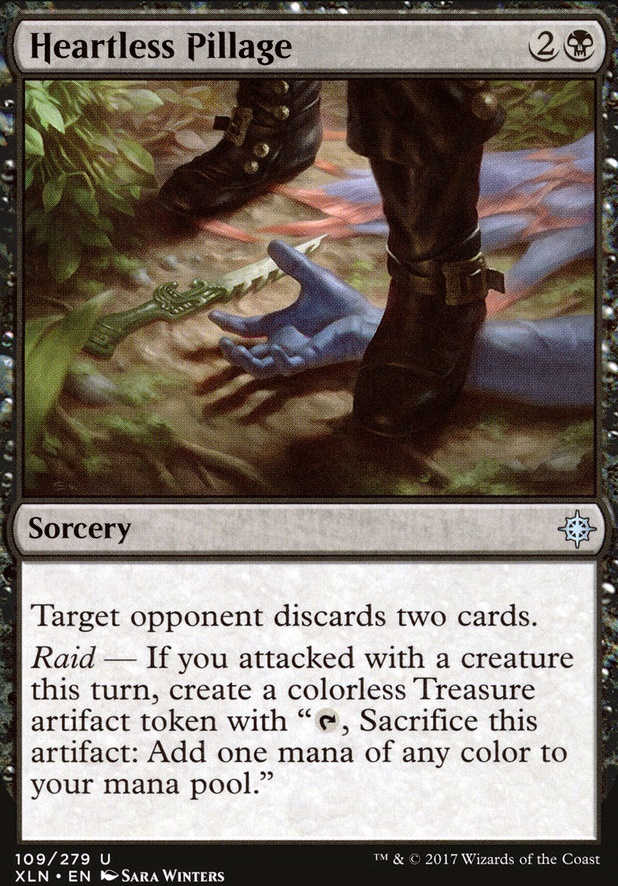 Heartless Pillage 2
Sorcery
Target opponent discards two cards.
Raid — If you attacked with a creature
this turn, create a colorless Treasure
artifact token with “, Sacrifice this
artifact: Add one mana of any color to
your mana pool.”
109/279 U
XLN • EN SARA WINTERS
™ & © 2017 Wizards of the Coast